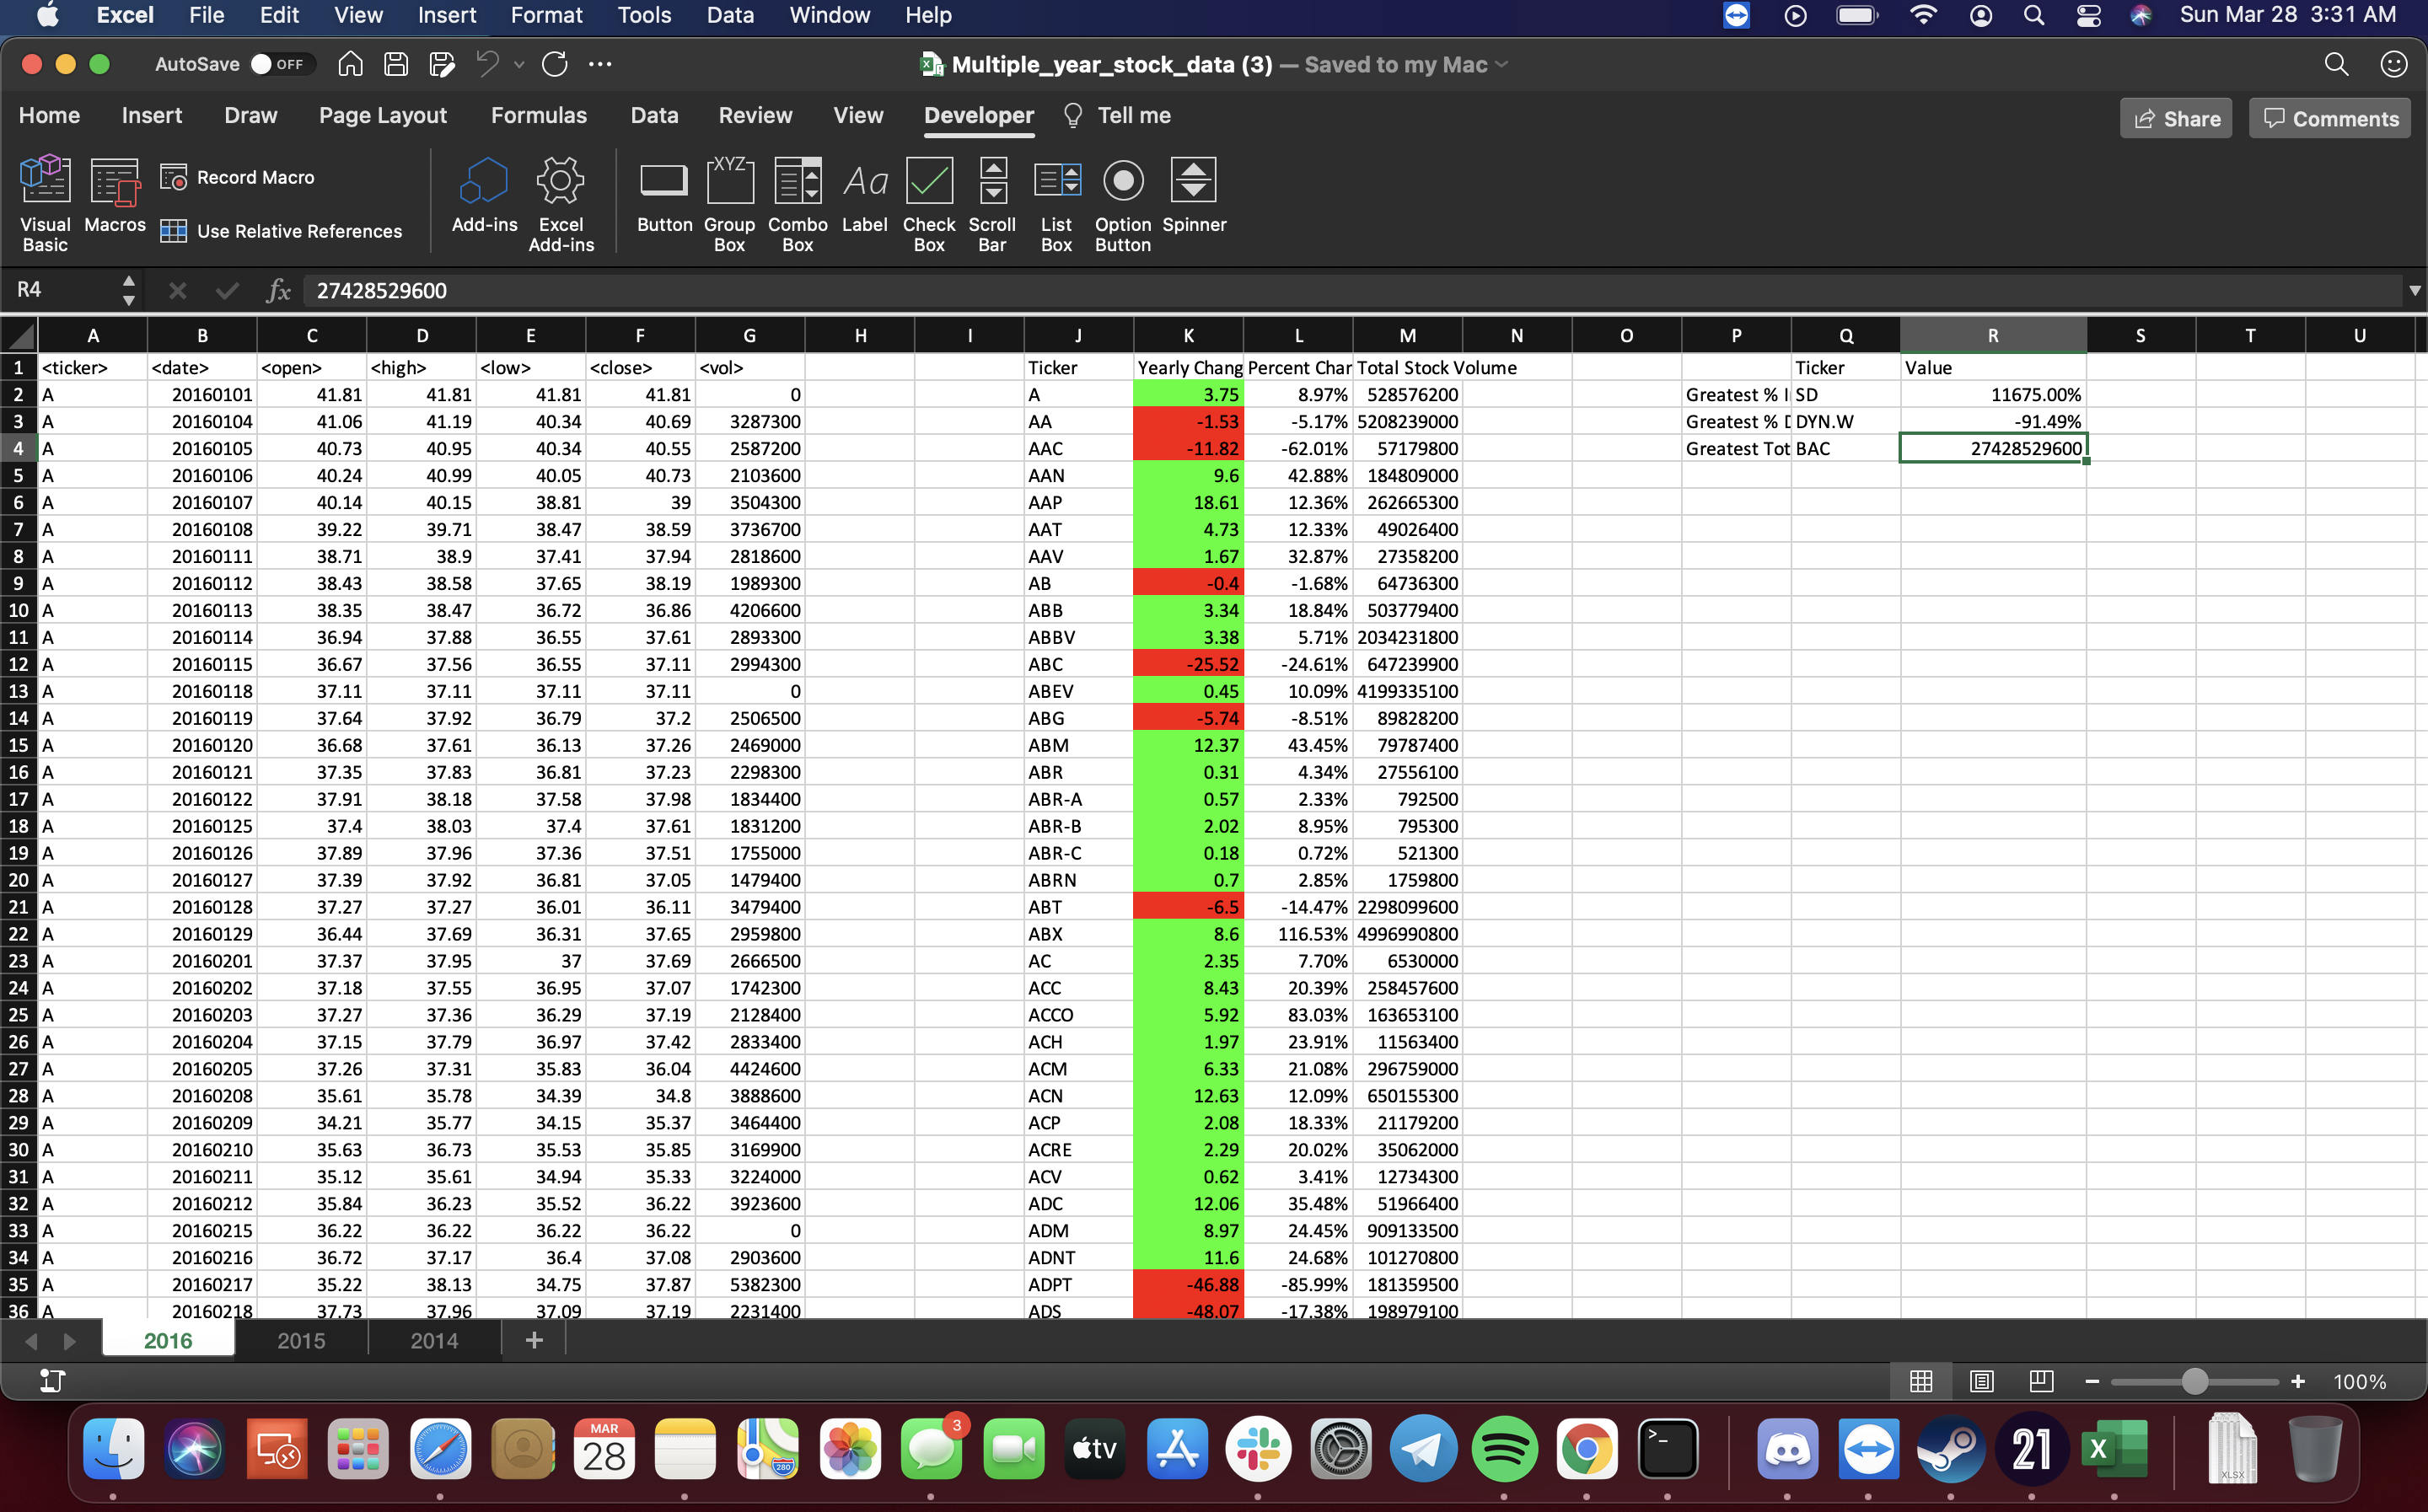 Excel File Edit View Insert Format Tools Data Window Help Sun Mar 28 3:31 AM
AutoSave OFF Multiple_year_stock_data (3) — Saved to my Mac
Home Insert Draw Page Layout Formulas Data Review View Developer Tell me Share Comments
Visual Basic Macros Record Macro Use Relative References Add-ins Excel Add-ins Button XYZ Group Box Combo Box Aa Label Check Box Scroll Bar List Box Option Button Spinner
R4 fx 27428529600
A B C D E F G H I J K L M N O P Q R S T U
1 <ticker> <date> <open> <high> <low> <close> <vol> Ticker Yearly Chang Percent Char Total Stock Volume Ticker Value
2 A 20160101 41.81 41.81 41.81 41.81 0 A 3.75 8.97% 528576200 Greatest % I SD 11675.00%
3 A 20160104 41.06 41.19 40.34 40.69 3287300 AA -1.53 -5.17% 5208239000 Greatest % D DYN.W -91.49%
4 A 20160105 40.73 40.95 40.34 40.55 2587200 AAC -11.82 -62.01% 57179800 Greatest Tot BAC 27428529600
5 A 20160106 40.24 40.99 40.05 40.73 2103600 AAN 9.6 42.88% 184809000
6 A 20160107 40.14 40.15 38.81 39 3504300 AAP 18.61 12.36% 262665300
7 A 20160108 39.22 39.71 38.47 38.59 3736700 AAT 4.73 12.33% 49026400
8 A 20160111 38.71 38.9 37.41 37.94 2818600 AAV 1.67 32.87% 27358200
9 A 20160112 38.43 38.58 37.65 38.19 1989300 AB -0.4 -1.68% 64736300
10 A 20160113 38.35 38.47 36.72 36.86 4206600 ABB 3.34 18.84% 503779400
11 A 20160114 36.94 37.88 36.55 37.61 2893300 ABBV 3.38 5.71% 2034231800
12 A 20160115 36.67 37.56 36.55 37.11 2994300 ABC -25.52 -24.61% 647239900
13 A 20160118 37.11 37.11 37.11 37.11 0 ABEV 0.45 10.09% 4199335100
14 A 20160119 37.64 37.92 36.79 37.2 2506500 ABG -5.74 -8.51% 89828200
15 A 20160120 36.68 37.61 36.13 37.26 2469000 ABM 12.37 43.45% 79787400
16 A 20160121 37.35 37.83 36.81 37.23 2298300 ABR 0.31 4.34% 27556100
17 A 20160122 37.91 38.18 37.58 37.98 1834400 ABR-A 0.57 2.33% 792500
18 A 20160125 37.4 38.03 37.4 37.61 1831200 ABR-B 2.02 8.95% 795300
19 A 20160126 37.89 37.96 37.36 37.51 1755000 ABR-C 0.18 0.72% 521300
20 A 20160127 37.39 37.92 36.81 37.05 1479400 ABRN 0.7 2.85% 1759800
21 A 20160128 37.27 37.27 36.01 36.11 3479400 ABT -6.5 -14.47% 2298099600
22 A 20160129 36.44 37.69 36.31 37.65 2959800 ABX 8.6 116.53% 4996990800
23 A 20160201 37.37 37.95 37 37.69 2666500 AC 2.35 7.70% 6530000
24 A 20160202 37.18 37.55 36.95 37.07 1742300 ACC 8.43 20.39% 258457600
25 A 20160203 37.27 37.36 36.29 37.19 2128400 ACCO 5.92 83.03% 163653100
26 A 20160204 37.15 37.79 36.97 37.42 2833400 ACH 1.97 23.91% 11563400
27 A 20160205 37.26 37.31 35.83 36.04 4424600 ACM 6.33 21.08% 296759000
28 A 20160208 35.61 35.78 34.39 34.8 3888600 ACN 12.63 12.09% 650155300
29 A 20160209 34.21 35.77 34.15 35.37 3464400 ACP 2.08 18.33% 21179200
30 A 20160210 35.63 36.73 35.53 35.85 3169900 ACRE 2.29 20.02% 35062000
31 A 20160211 35.12 35.61 34.94 35.33 3224000 ACV 0.62 3.41% 12734300
32 A 20160212 35.84 36.23 35.52 36.22 3923600 ADC 12.06 35.48% 51966400
33 A 20160215 36.22 36.22 36.22 36.22 0 ADM 8.97 24.45% 909133500
34 A 20160216 36.72 37.17 36.4 37.08 2903600 ADNT 11.6 24.68% 101270800
35 A 20160217 35.22 38.13 34.75 37.87 5382300 ADPT -46.88 -85.99% 181359500
36 A 20160218 37.73 37.96 37.09 37.19 2231400 ADS -48.07 -17.38% 198979100
2016 2015 2014 +
100%
MAR 28 280 3 tv >_ 21 X XLSX